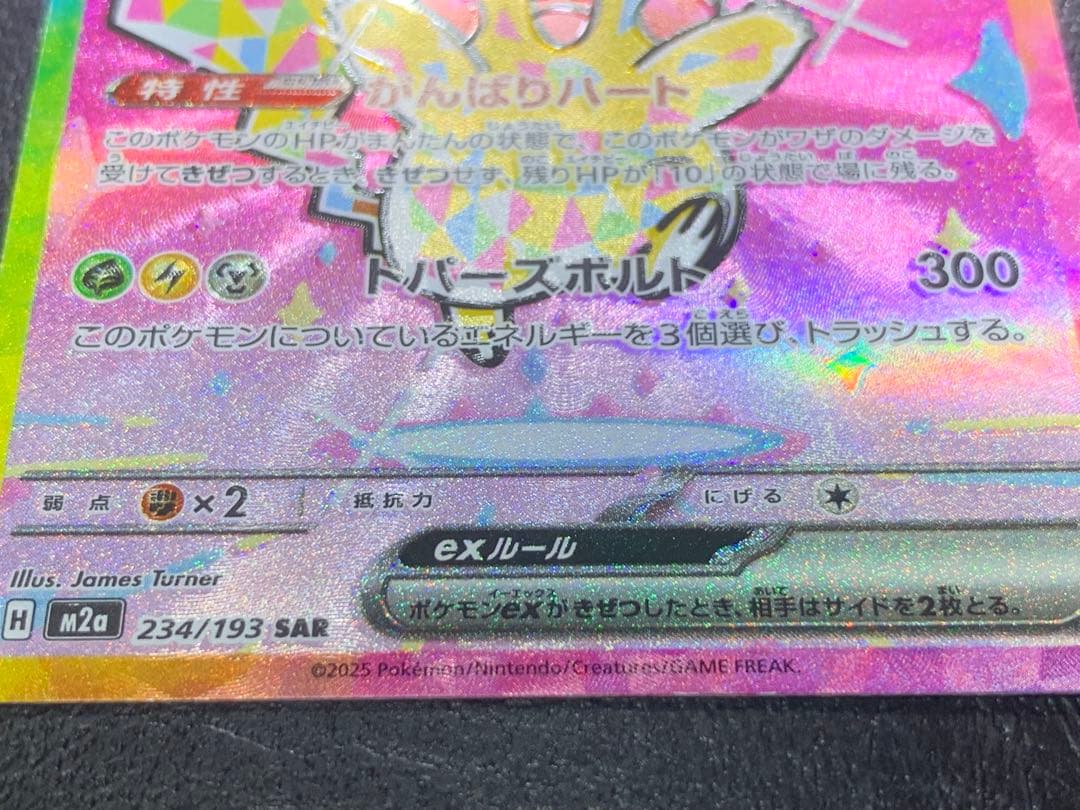 特性 がんばりハート
このポケモンのHPがまんたんの状態で、このポケモンがワザのダメージを
受けてきぜつするとき、きぜつせず、残りHPが「10」の状態で場に残る。
トパーズボルト 300
このポケモンについているエネルギーを3個選び、トラッシュする。
弱点 ×2 抵抗力 にげる
exルール
ポケモンexがきぜつしたとき、相手はサイドを2枚とる。
Illus. James Turner
H M2a 234/193 SAR
©2025 Pokémon/Nintendo/Creatures/GAME FREAK.